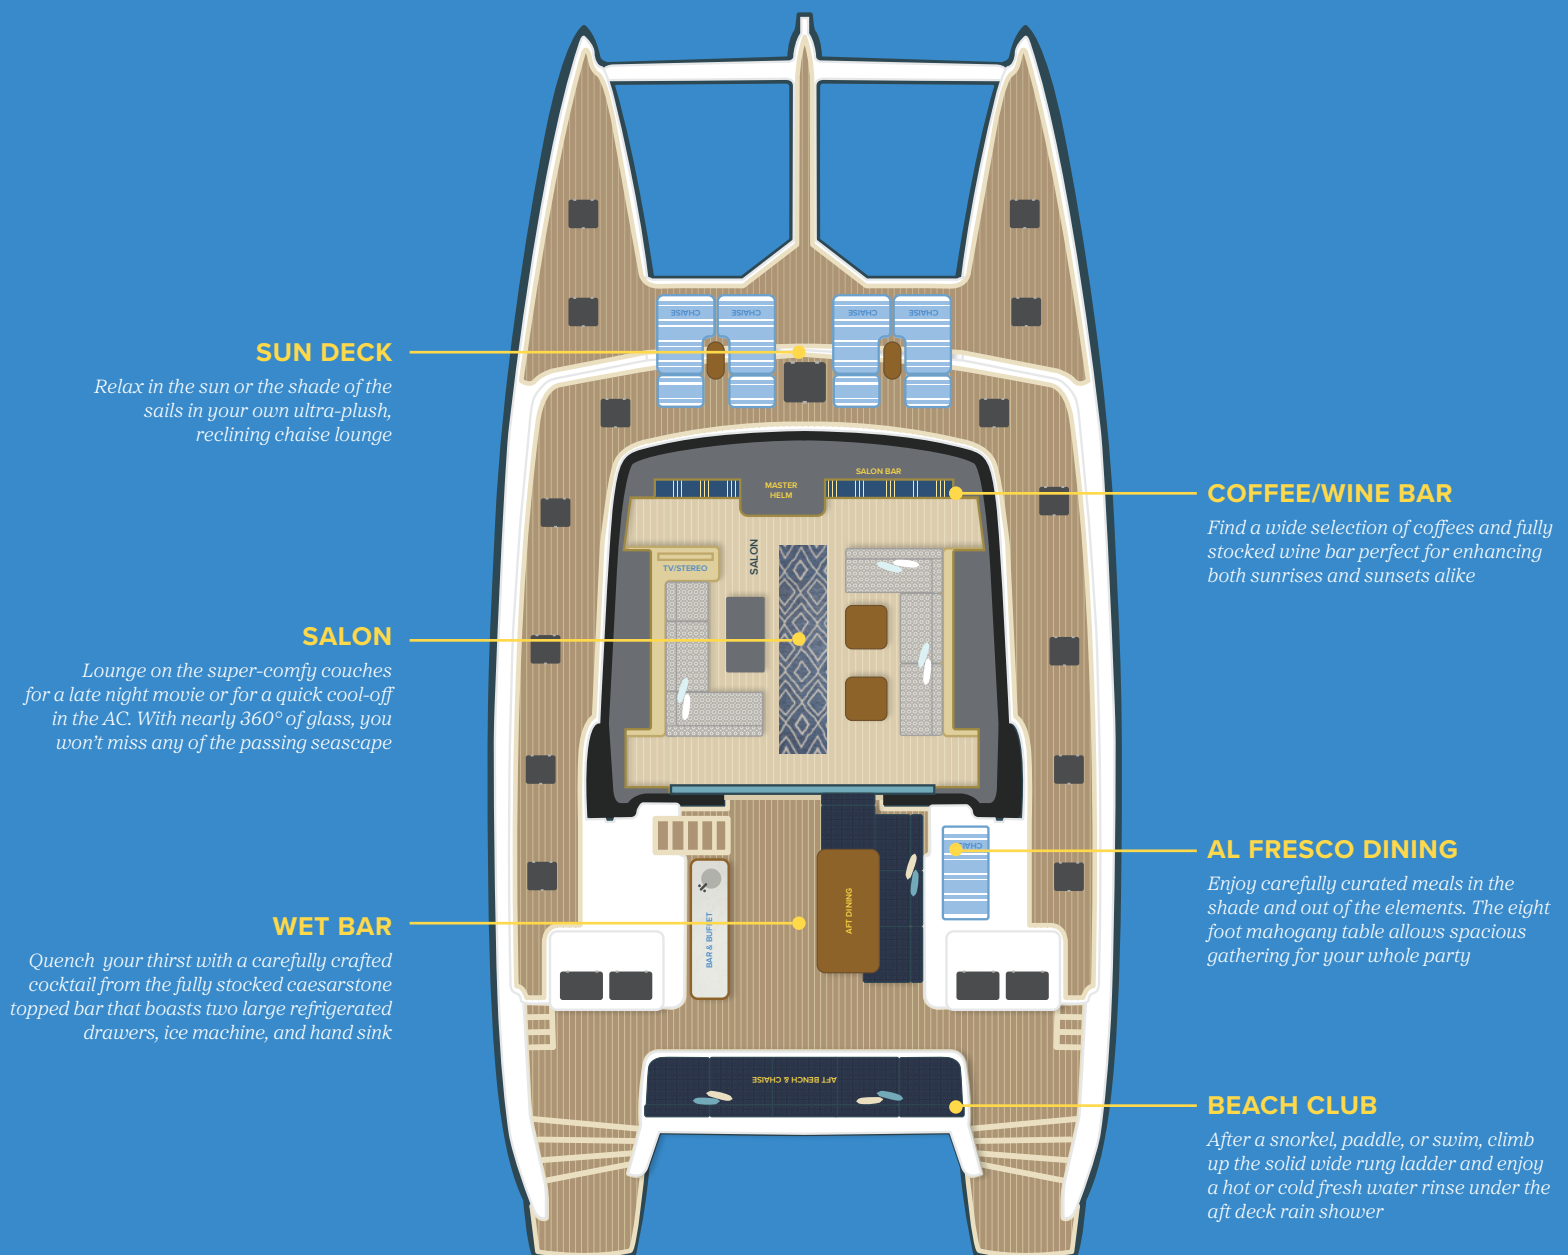 CHAISE
CHAISE
CHAISE
CHAISE
SUN DECK
Relax in the sun or the shade of the
sails in your own ultra-plush,
reclining chaise lounge
SALON BAR
MASTER
HELM
COFFEE/WINE BAR
Find a wide selection of coffees and fully
stocked wine bar perfect for enhancing
both sunrises and sunsets alike
SALON
TV/STEREO
SALON
Lounge on the super-comfy couches
for a late night movie or for a quick cool-off
in the AC. With nearly 360° of glass, you
won't miss any of the passing seascape
CHAISE
AL FRESCO DINING
Enjoy carefully curated meals in the
shade and out of the elements. The eight
foot mahogany table allows spacious
gathering for your whole party
AFT DINING
BAR & BUFFET
WET BAR
Quench  your thirst with a carefully crafted
cocktail from the fully stocked caesarstone
topped bar that boasts two large refrigerated
drawers, ice machine, and hand sink
AFT BENCH & CHAISE
BEACH CLUB
After a snorkel, paddle, or swim, climb
up the solid wide rung ladder and enjoy
a hot or cold fresh water rinse under the
aft deck rain shower